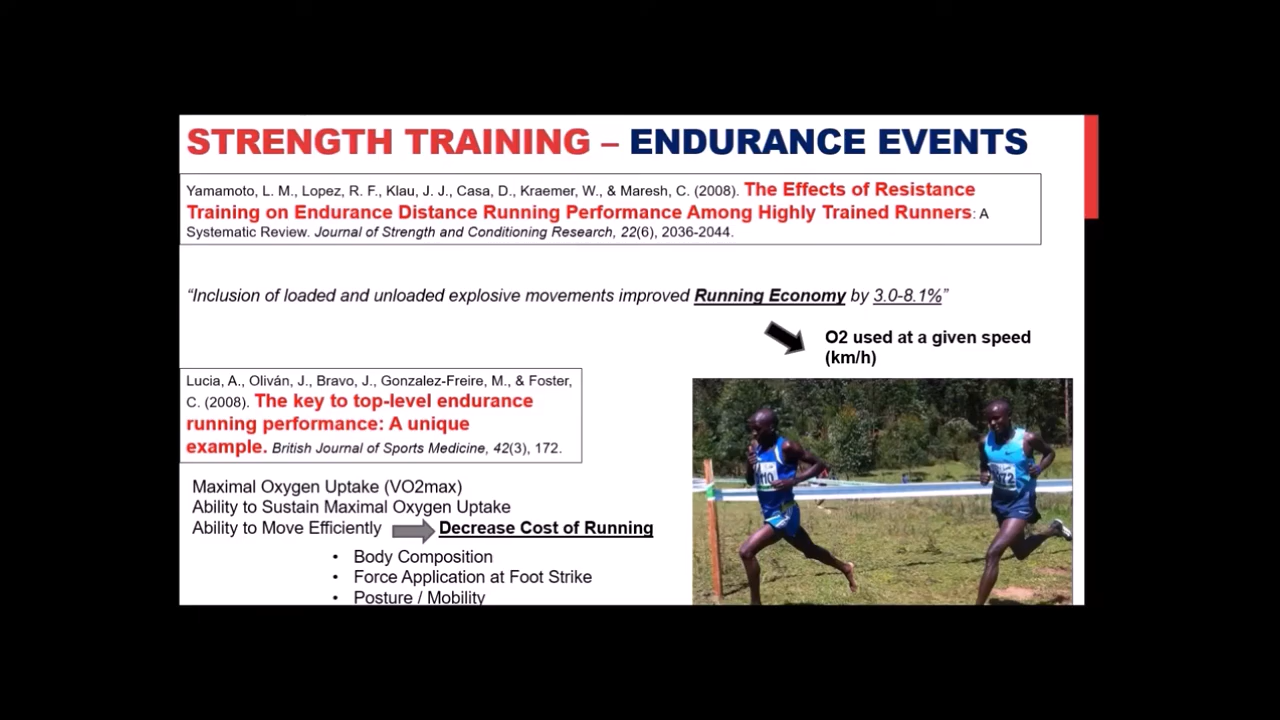 STRENGTH TRAINING – ENDURANCE EVENTS
Yamamoto, L. M., Lopez, R. F., Klau, J. J., Casa, D., Kraemer, W., & Maresh, C. (2008). The Effects of Resistance
Training on Endurance Distance Running Performance Among Highly Trained Runners: A
Systematic Review. Journal of Strength and Conditioning Research, 22(6), 2036-2044.
“Inclusion of loaded and unloaded explosive movements improved Running Economy by 3.0-8.1%”
O2 used at a given speed
(km/h)
Lucia, A., Oliván, J., Bravo, J., Gonzalez-Freire, M., & Foster,
C. (2008). The key to top-level endurance
running performance: A unique
example. British Journal of Sports Medicine, 42(3), 172.
Maximal Oxygen Uptake (VO2max)
Ability to Sustain Maximal Oxygen Uptake
Ability to Move Efficiently Decrease Cost of Running
• Body Composition
• Force Application at Foot Strike
• Posture / Mobility